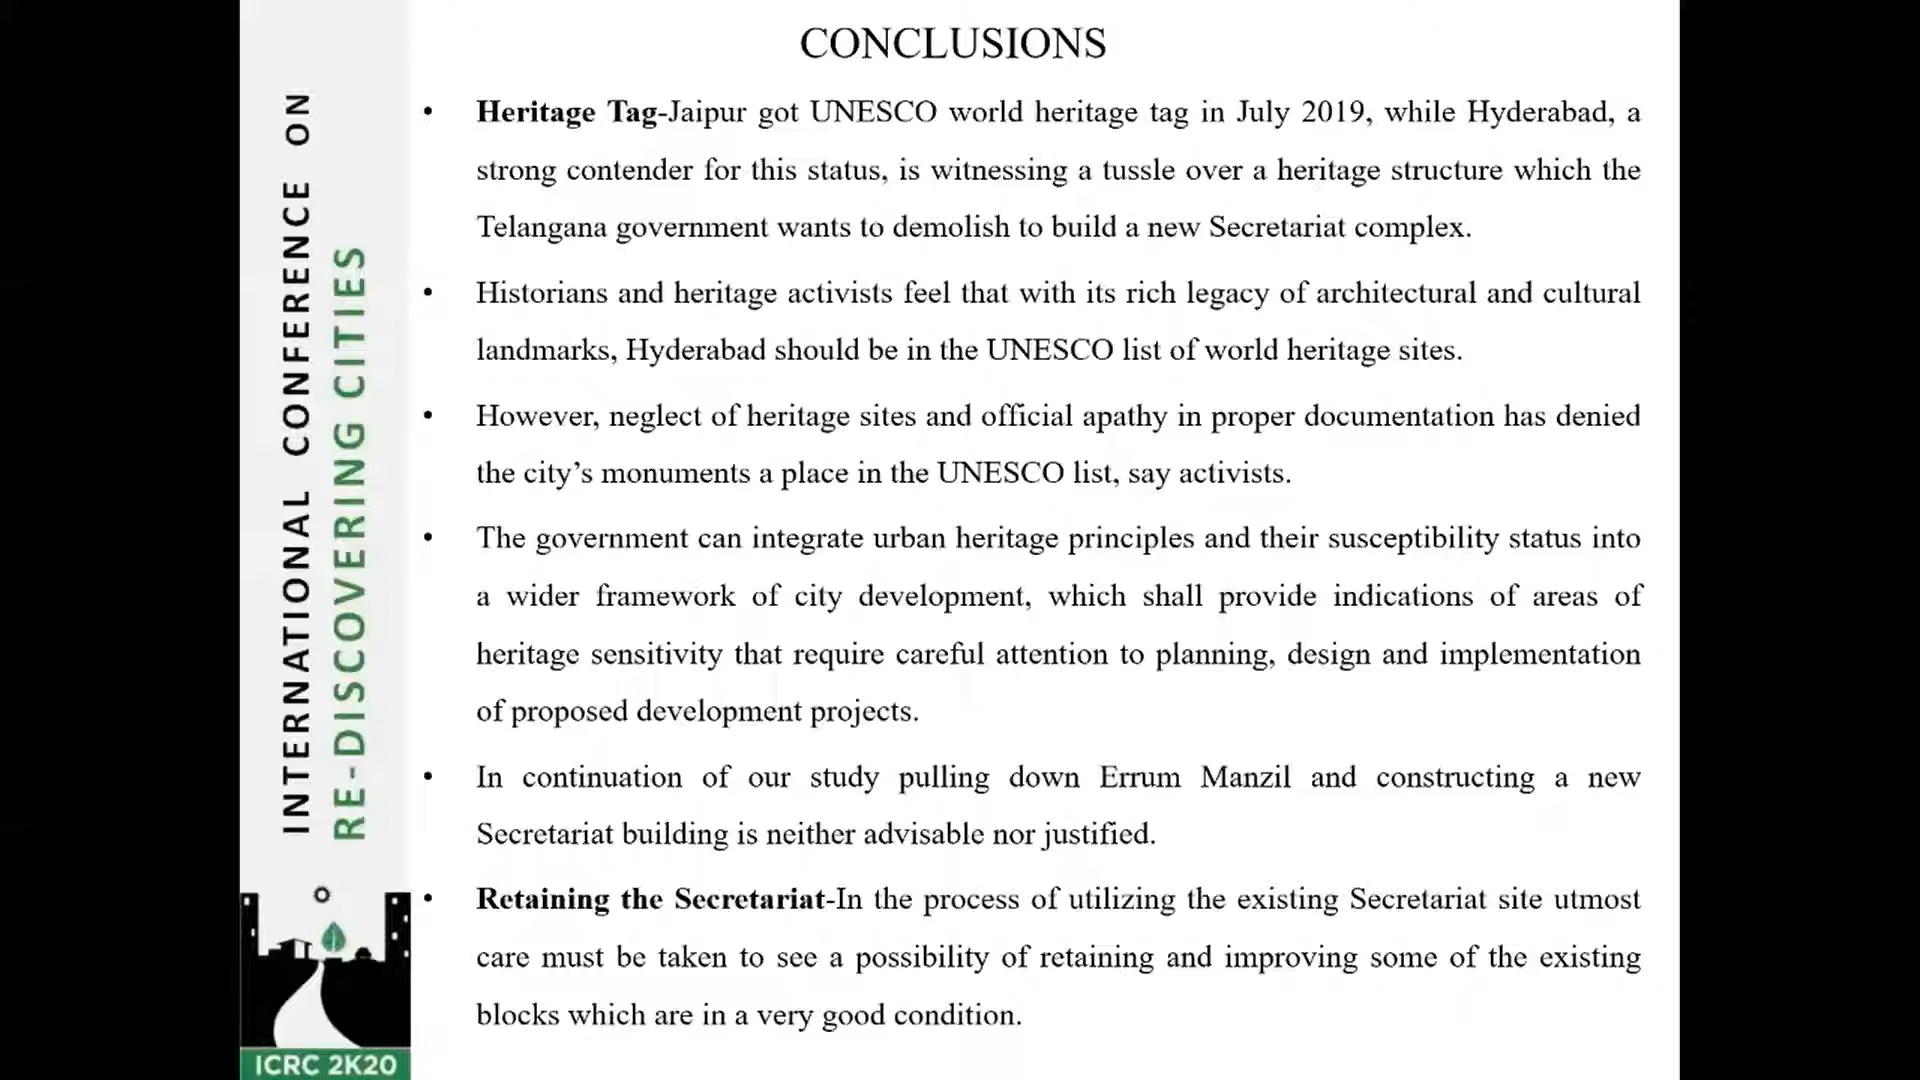 CONCLUSIONS
• Heritage Tag-Jaipur got UNESCO world heritage tag in July 2019, while Hyderabad, a
strong contender for this status, is witnessing a tussle over a heritage structure which the
Telangana government wants to demolish to build a new Secretariat complex.
• Historians and heritage activists feel that with its rich legacy of architectural and cultural
landmarks, Hyderabad should be in the UNESCO list of world heritage sites.
• However, neglect of heritage sites and official apathy in proper documentation has denied
the city’s monuments a place in the UNESCO list, say activists.
• The government can integrate urban heritage principles and their susceptibility status into
a wider framework of city development, which shall provide indications of areas of
heritage sensitivity that require careful attention to planning, design and implementation
of proposed development projects.
• In continuation of our study pulling down Errum Manzil and constructing a new
Secretariat building is neither advisable nor justified.
• Retaining the Secretariat-In the process of utilizing the existing Secretariat site utmost
care must be taken to see a possibility of retaining and improving some of the existing
blocks which are in a very good condition.
INTERNATIONAL CONFERENCE ON
RE-DISCOVERING CITIES
ICRC 2K20